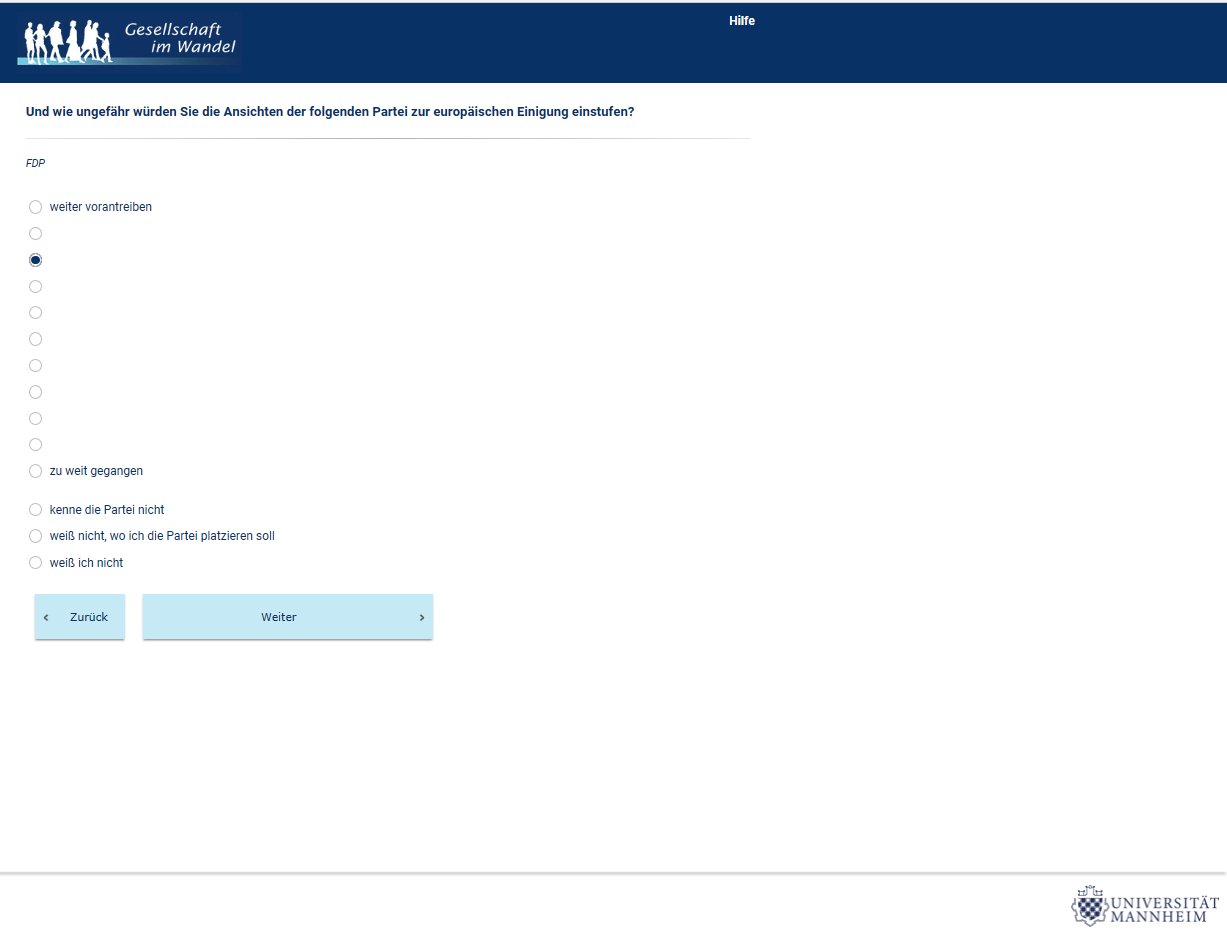 Gesellschaft
im Wandel
Hilfe
Und wie ungefähr würden Sie die Ansichten der folgenden Partei zur europäischen Einigung einstufen?
FDP
weiter vorantreiben
zu weit gegangen
kenne die Partei nicht
weiß nicht, wo ich die Partei platzieren soll
weiß ich nicht
‹ Zurück
Weiter ›
UNIVERSITÄT
MANNHEIM